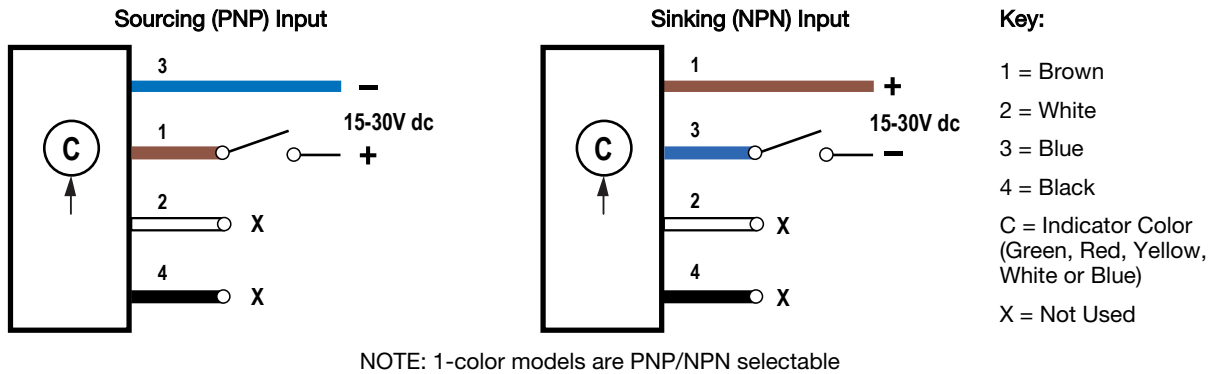 Sourcing (PNP) Input
3
−
15-30V dc
1
+
C
2
X
4
X
Sinking (NPN) Input
1
+
15-30V dc
3
−
C
2
X
4
X
Key:
1 = Brown
2 = White
3 = Blue
4 = Black
C = Indicator Color
(Green, Red, Yellow,
White or Blue)
X = Not Used
NOTE: 1-color models are PNP/NPN selectable